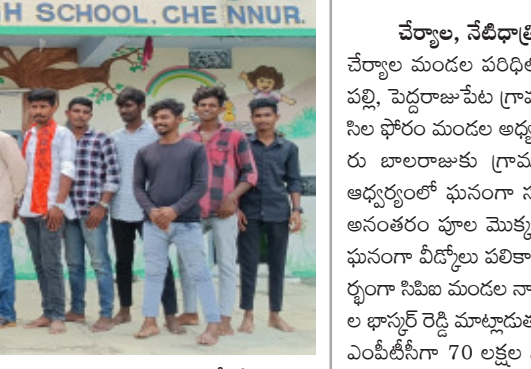 H SCHOOL, CHENNUR.
చేర్యాల, నేటిధాత్రి
చేర్యాల మండల పరిధిల
పల్లి, పెద్దరాజుపేట గ్రామ
సిల ఫోరం మండల అధ్య
రు బాలరాజుకు గ్రామ
ఆధ్వర్యంలో ఘనంగా స
అనంతరం పూల మొక్క
ఘనంగా వీడ్కోలు పలికా
ర్భంగా సిపిఐ మండల నా
ల భాస్కర్ రెడ్డి మాట్లాడుత
ఎంపీటీసీగా 70 లక్షల